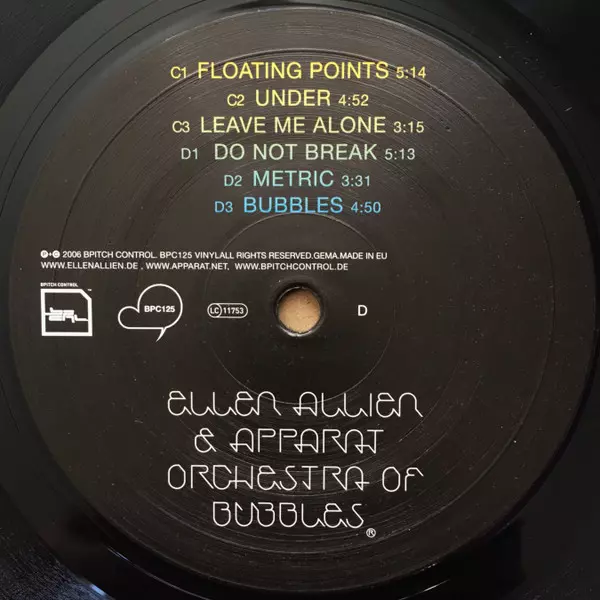 C1 FLOATING POINTS 5:14
C2 UNDER 4:52
C3 LEAVE ME ALONE 3:15
D1 DO NOT BREAK 5:13
D2 METRIC 3:31
D3 BUBBLES 4:50
℗+© 2006 BPITCH CONTROL. BPC125 VINYLALL RIGHTS RESERVED.GEMA.MADE IN EU
WWW.ELLENALLIEN.DE , WWW.APPARAT.NET, WWW.BPITCHCONTROL.DE
BPITCH CONTROL
BPC125
LC 11753
D
ELLEN ALLIEN
& APPARAT
ORCHESTRA OF
BUBBLES®